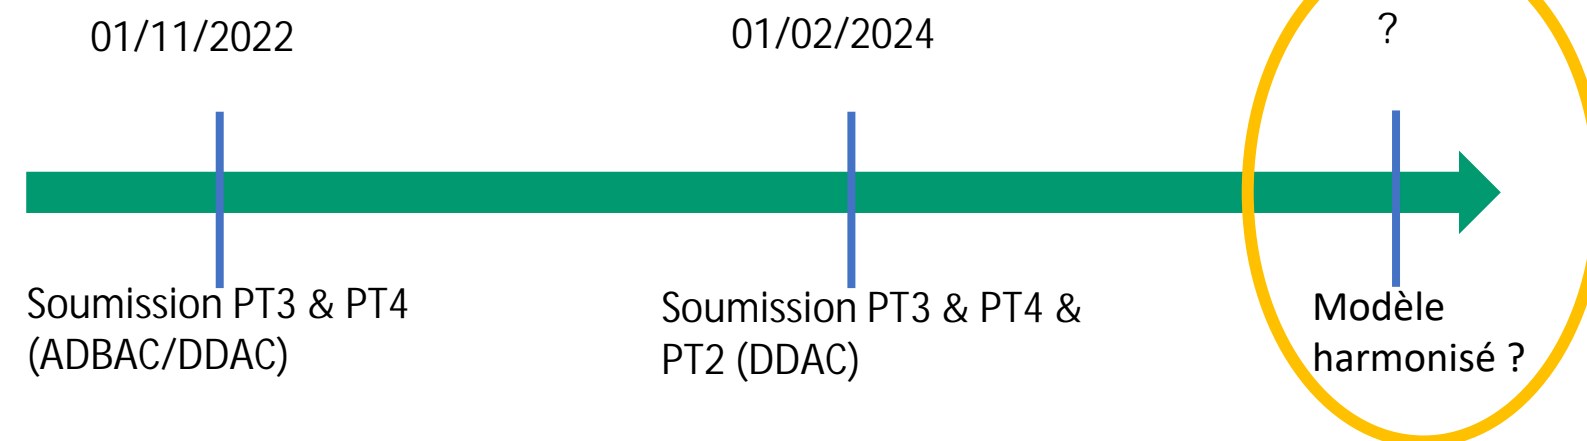 01/11/2022
01/02/2024
?
Soumission PT3 & PT4
(ADBAC/DDAC)
Soumission PT3 & PT4 &
PT2 (DDAC)
Modèle
harmonisé ?